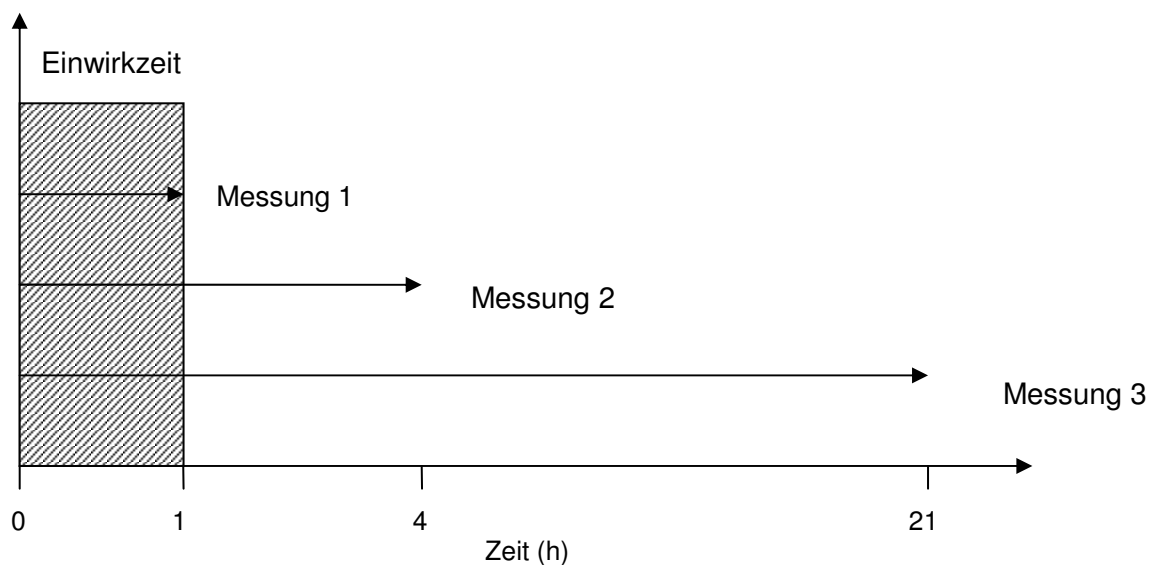 Einwirkzeit
Messung 1
Messung 2
Messung 3
0 1 4 21
Zeit (h)